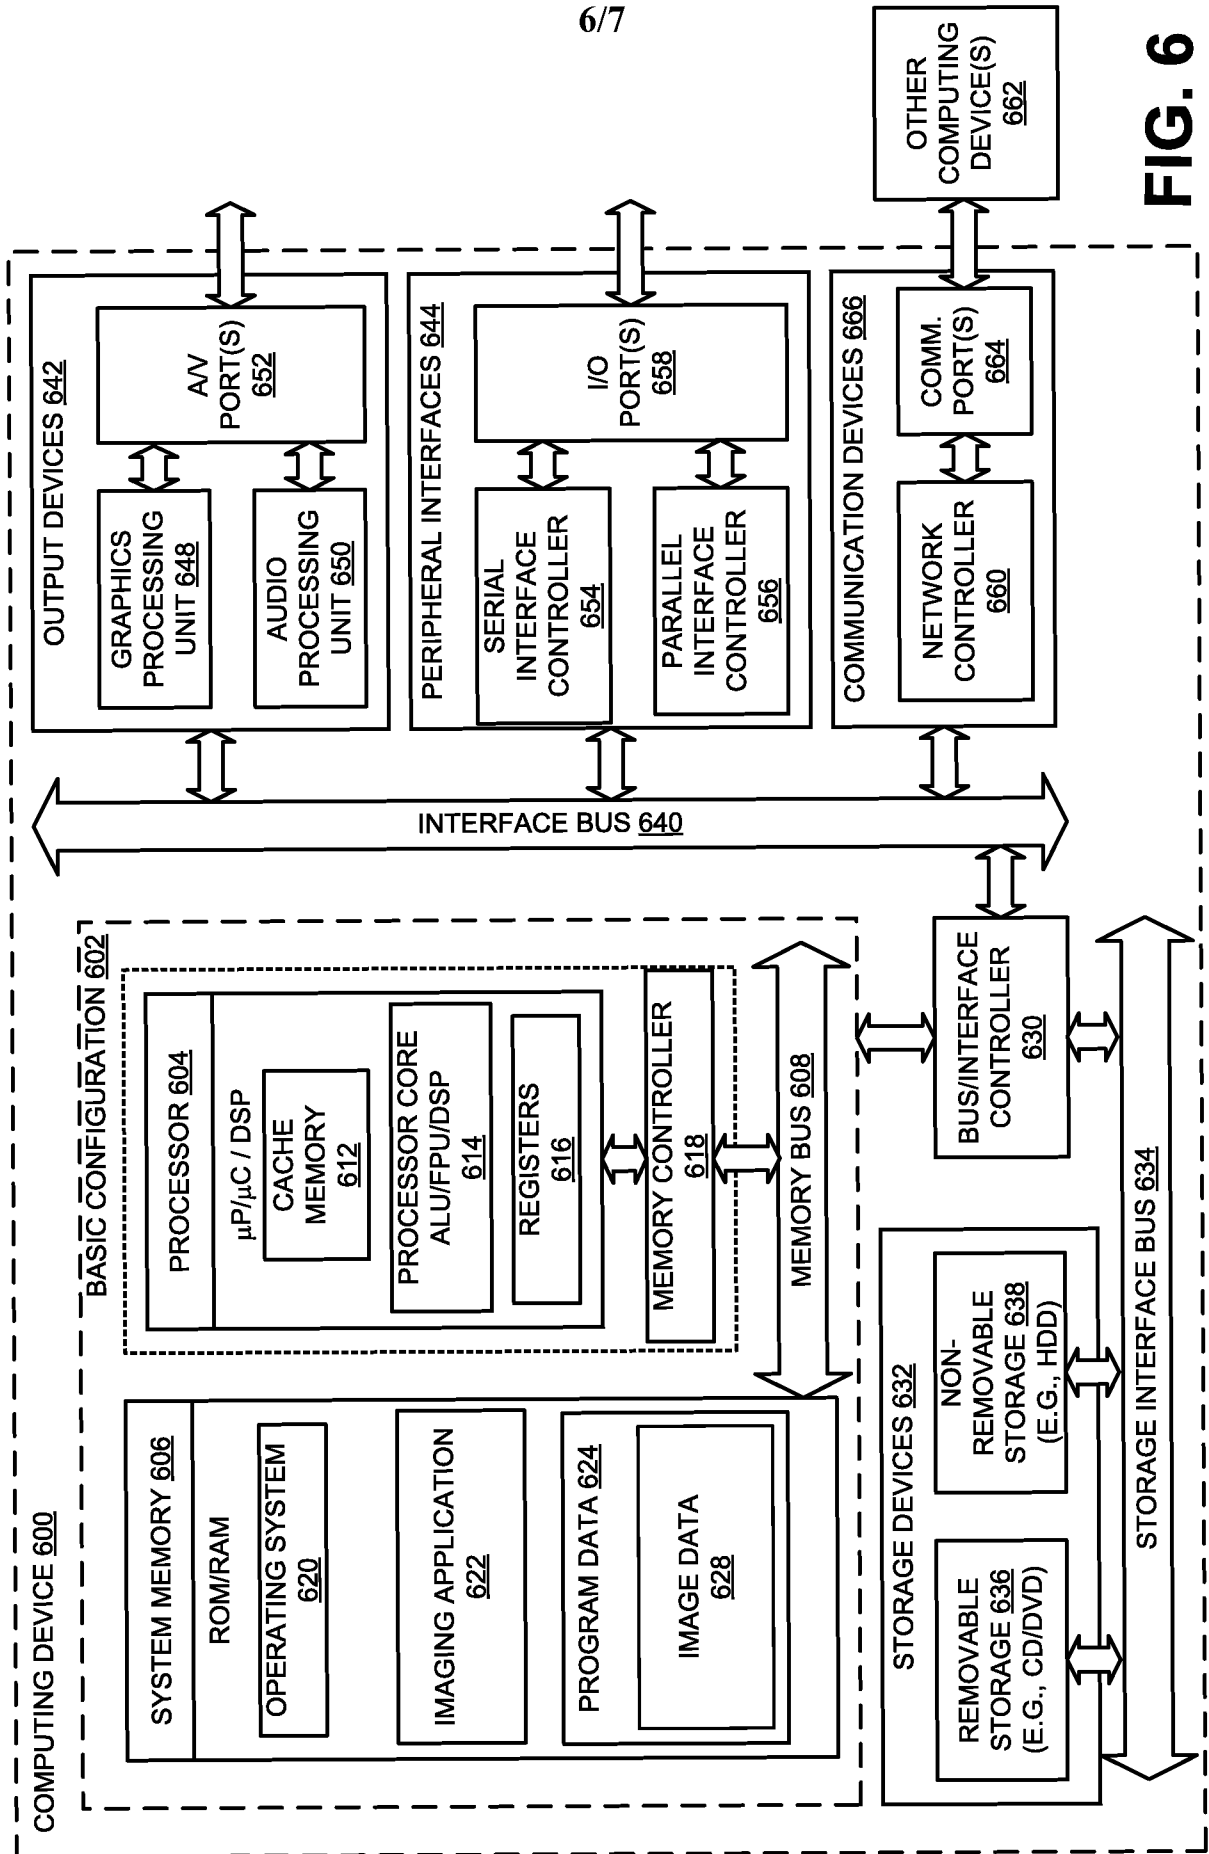 6/7
COMPUTING DEVICE 600
BASIC CONFIGURATION 602
SYSTEM MEMORY 606
ROM/RAM
OPERATING SYSTEM
620
IMAGING APPLICATION
622
PROGRAM DATA 624
IMAGE DATA
628
PROCESSOR 604
µP/µC / DSP
CACHE
MEMORY
612
PROCESSOR CORE
ALU/FPU/DSP
614
REGISTERS
616
MEMORY CONTROLLER
618
MEMORY BUS 608
BUS/INTERFACE
CONTROLLER
630
STORAGE DEVICES 632
REMOVABLE
STORAGE 636
(E.G., CD/DVD)
NON-
REMOVABLE
STORAGE 638
(E.G., HDD)
STORAGE INTERFACE BUS 634
INTERFACE BUS 640
OUTPUT DEVICES 642
GRAPHICS
PROCESSING
UNIT 648
AUDIO
PROCESSING
UNIT 650
A/V
PORT(S)
652
PERIPHERAL INTERFACES 644
SERIAL
INTERFACE
CONTROLLER
654
PARALLEL
INTERFACE
CONTROLLER
656
I/O
PORT(S)
658
COMMUNICATION DEVICES 666
NETWORK
CONTROLLER
660
COMM.
PORT(S)
664
OTHER
COMPUTING
DEVICE(S)
662
FIG. 6